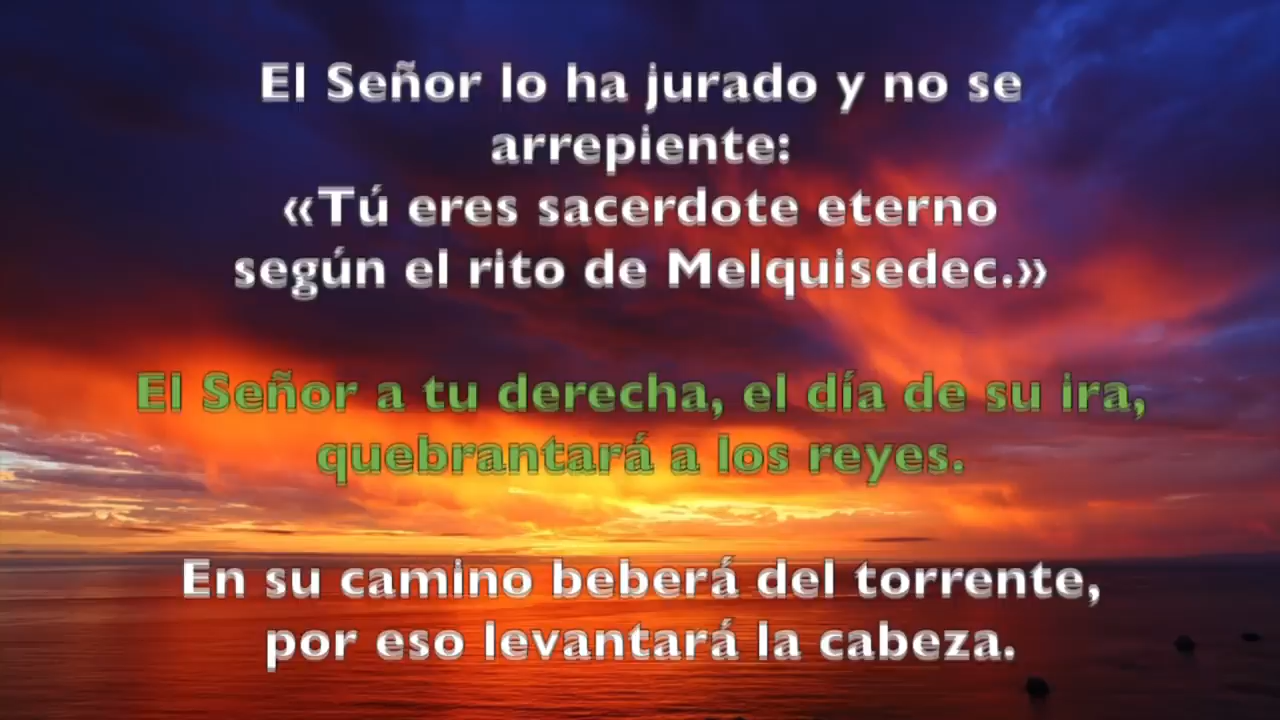 El Señor lo ha jurado y no se
arrepiente:
«Tú eres sacerdote eterno
según el rito de Melquisedec.»
El Señor a tu derecha, el día de su ira,
quebrantará a los reyes.
En su camino beberá del torrente,
por eso levantará la cabeza.